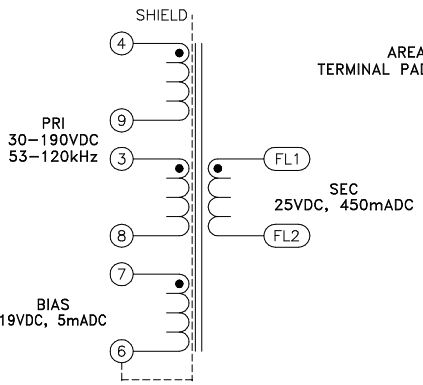 SHIELD
4
AREA
TERMINAL PAD
PRI
30-190VDC
53-120kHz
9
3
FL1
SEC
25VDC, 450mADC
8
FL2
7
BIAS
19VDC, 5mADC
6